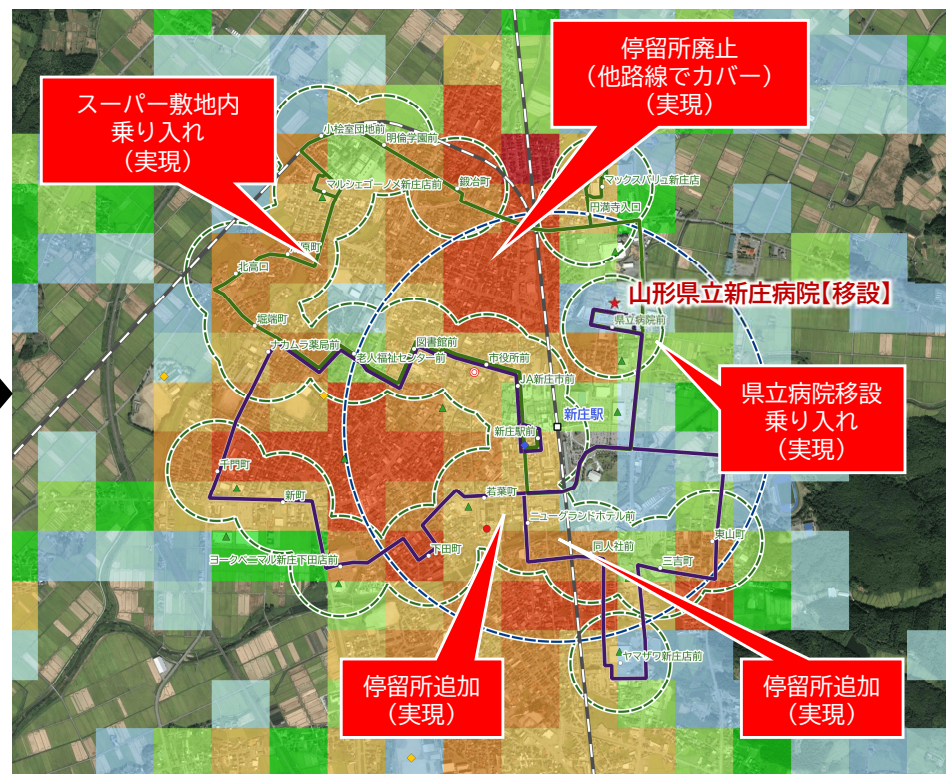 停留所廃止
(他路線でカバー)
(実現)
スーパー敷地内
乗り入れ
(実現)
小桧室団地前
明倫学園前
マルシェゴーノメ新庄店前
鍛冶町
マックスバリュ新庄店
円満寺入口
原町
北高口
山形県立新庄病院【移設】
県立病院前
堀端町
ナカムラ薬局前
図書館前
老人福祉センター前
市役所前
JA新庄市前
県立病院移設
乗り入れ
(実現)
新庄駅
新庄駅前
千門町
新町
若葉町
ニューグランドホテル前
東山町
下田町
同人社前
三吉町
ヨークベニマル新庄下田店前
ヤマザワ新庄店前
停留所追加
(実現)
停留所追加
(実現)